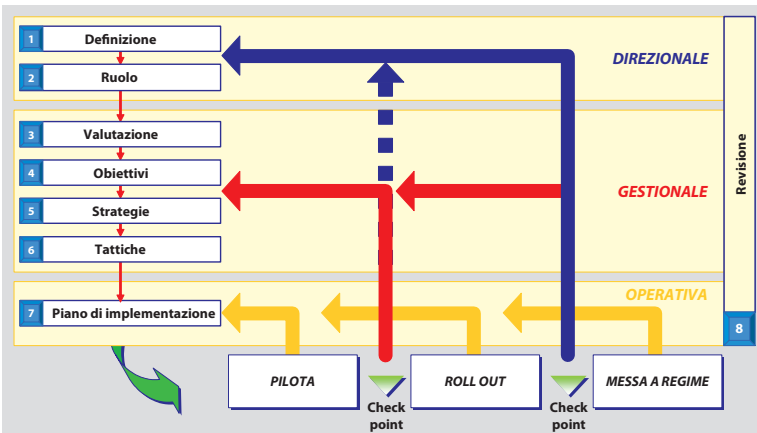 1 Definizione
DIREZIONALE
2 Ruolo
3 Valutazione
4 Obiettivi
GESTIONALE
5 Strategie
6 Tattiche
Revisione
OPERATIVA
7 Piano di implementazione
8
PILOTA
ROLL OUT
MESSA A REGIME
Check
point
Check
point